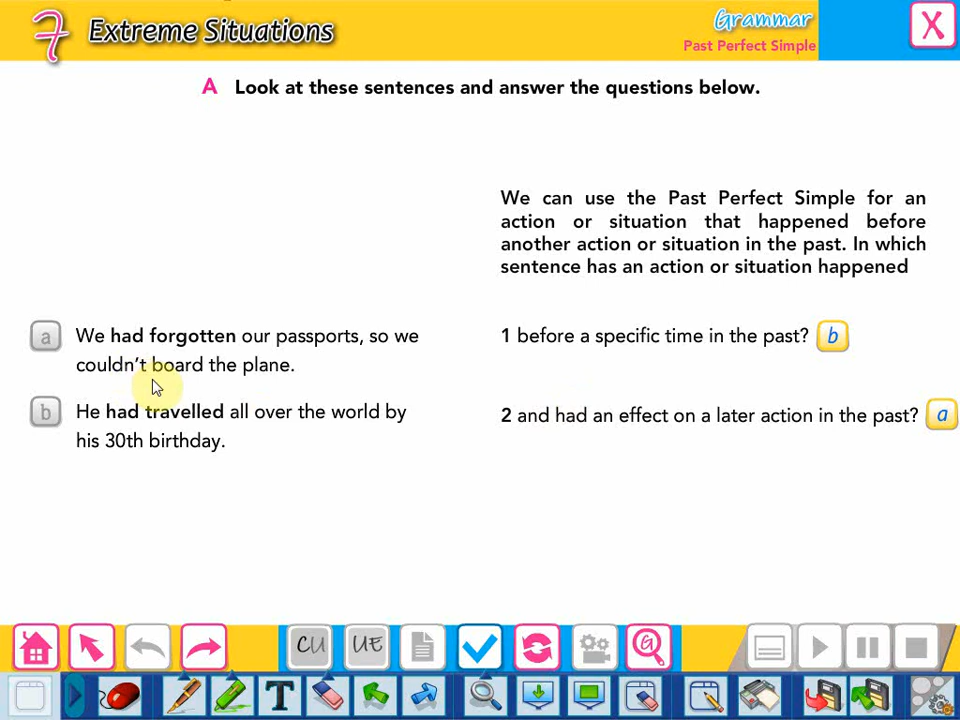 7 Extreme Situations
Grammar
Past Perfect Simple
X
A Look at these sentences and answer the questions below.
We can use the Past Perfect Simple for an
action or situation that happened before
another action or situation in the past. In which
sentence has an action or situation happened
a We had forgotten our passports, so we
couldn't board the plane.
b He had travelled all over the world by
his 30th birthday.
1 before a specific time in the past? b
2 and had an effect on a later action in the past? a
CU
UE
G
T